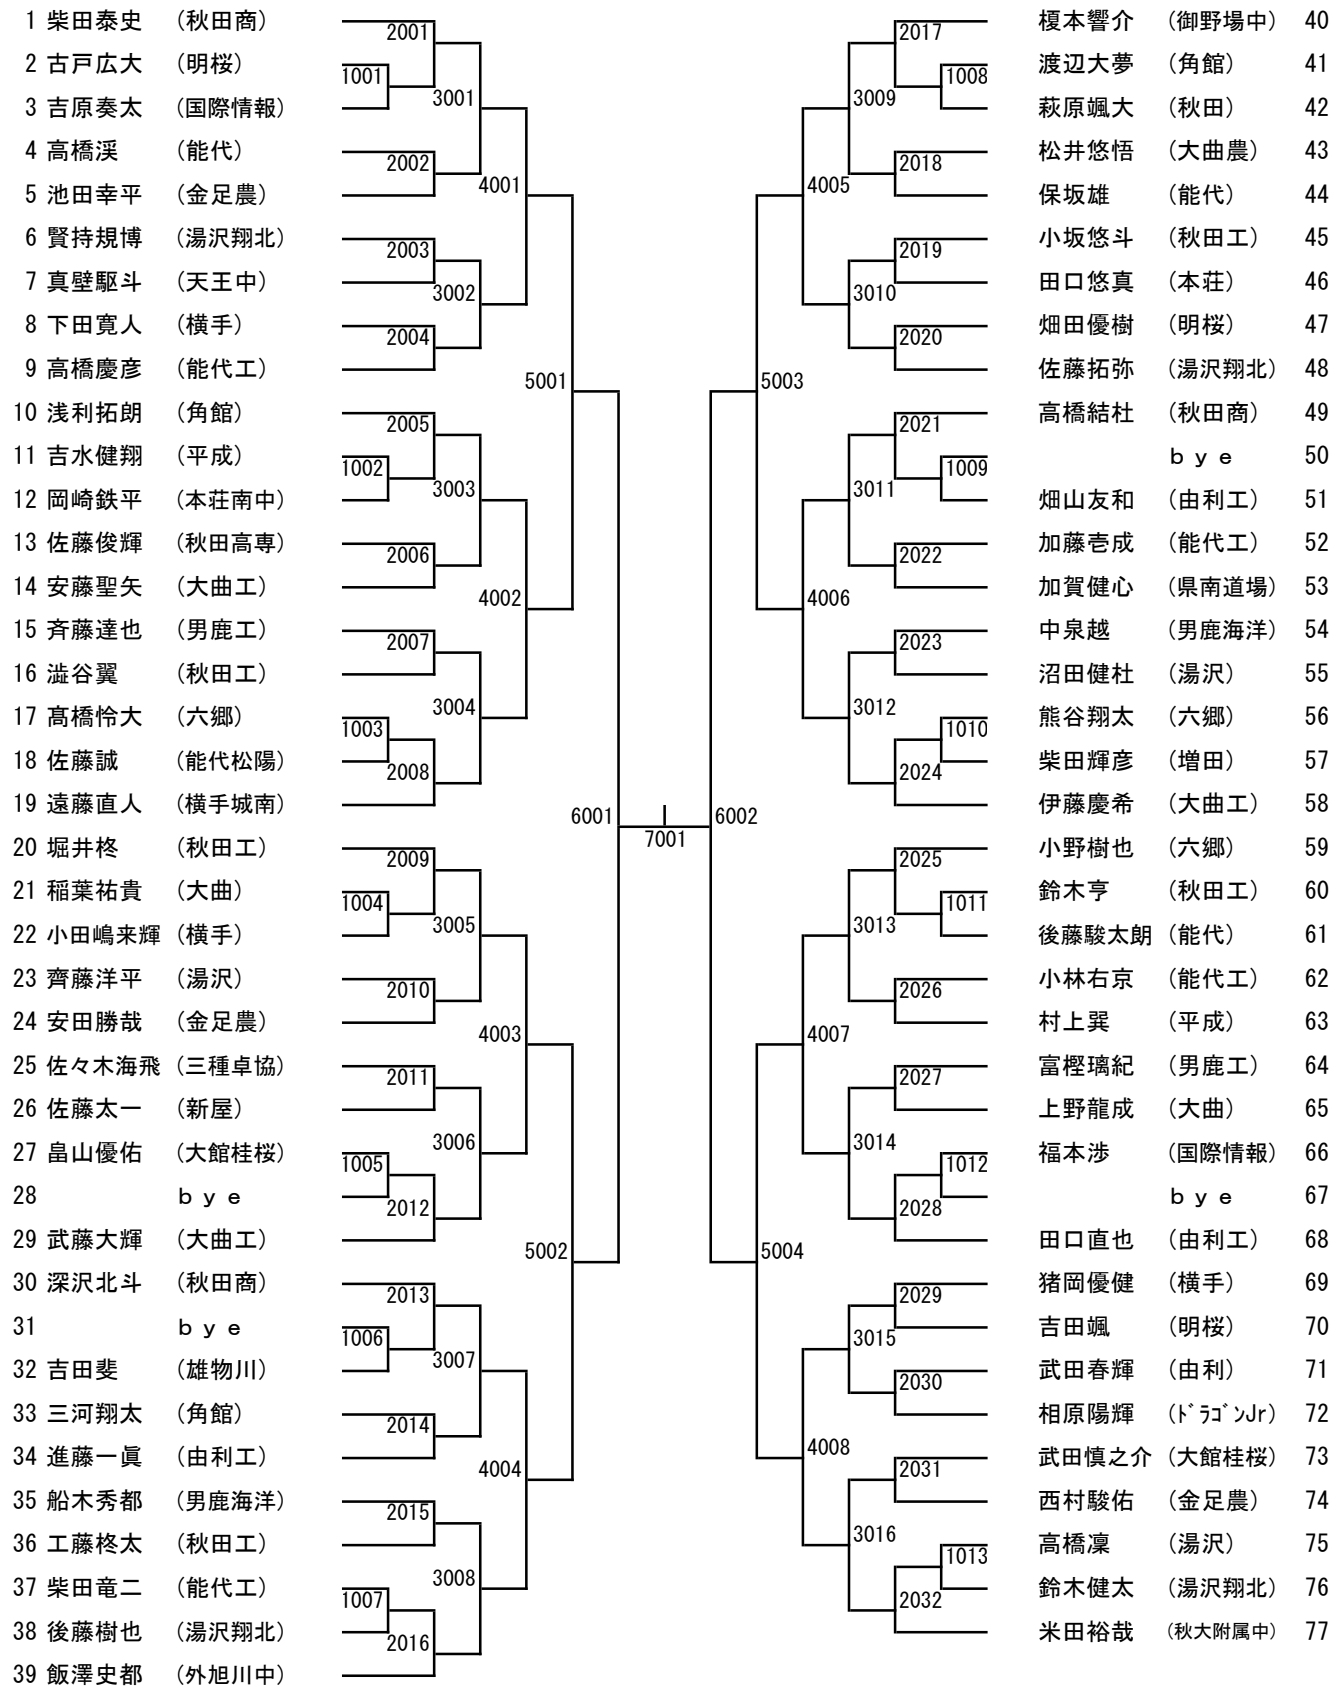 1 柴田泰史 （秋田商）
2 古戸広大 （明桜）
3 吉原奏太 （国際情報）
4 高橋渓 （能代）
5 池田幸平 （金足農）
6 賢持規博 （湯沢翔北）
7 真壁駆斗 （天王中）
8 下田寛人 （横手）
9 高橋慶彦 （能代工）
10 浅利拓朗 （角館）
11 吉水健翔 （平成）
12 岡崎鉄平 （本荘南中）
13 佐藤俊輝 （秋田高専）
14 安藤聖矢 （大曲工）
15 斉藤達也 （男鹿工）
16 澁谷翼 （秋田工）
17 髙橋怜大 （六郷）
18 佐藤誠 （能代松陽）
19 遠藤直人 （横手城南）
20 堀井柊 （秋田工）
21 稲葉祐貴 （大曲）
22 小田嶋来輝 （横手）
23 齊藤洋平 （湯沢）
24 安田勝哉 （金足農）
25 佐々木海飛 （三種卓協）
26 佐藤太一 （新屋）
27 畠山優佑 （大館桂桜）
28 ｂｙｅ
29 武藤大輝 （大曲工）
30 深沢北斗 （秋田商）
31 ｂｙｅ
32 吉田斐 （雄物川）
33 三河翔太 （角館）
34 進藤一眞 （由利工）
35 船木秀都 （男鹿海洋）
36 工藤柊太 （秋田工）
37 柴田竜二 （能代工）
38 後藤樹也 （湯沢翔北）
39 飯澤史都 （外旭川中）
1001
1002
1003
1004
1005
1006
1007
2001
2002
2003
2004
2005
2006
2007
2008
2009
2010
2011
2012
2013
2014
2015
2016
3001
3002
3003
3004
3005
3006
3007
3008
4001
4002
4003
4004
5001
5002
6001
7001
6002
5003
5004
4005
4006
4007
4008
3009
3010
3011
3012
3013
3014
3015
3016
2017
2018
2019
2020
2021
2022
2023
2024
2025
2026
2027
2028
2029
2030
2031
2032
1008
1009
1010
1011
1012
1013
榎本響介 （御野場中） 40
渡辺大夢 （角館） 41
萩原颯大 （秋田） 42
松井悠悟 （大曲農） 43
保坂雄 （能代） 44
小坂悠斗 （秋田工） 45
田口悠真 （本荘） 46
畑田優樹 （明桜） 47
佐藤拓弥 （湯沢翔北） 48
高橋結杜 （秋田商） 49
ｂｙｅ 50
畑山友和 （由利工） 51
加藤壱成 （能代工） 52
加賀健心 （県南道場） 53
中泉越 （男鹿海洋） 54
沼田健杜 （湯沢） 55
熊谷翔太 （六郷） 56
柴田輝彦 （増田） 57
伊藤慶希 （大曲工） 58
小野樹也 （六郷） 59
鈴木亨 （秋田工） 60
後藤駿太朗 （能代） 61
小林右京 （能代工） 62
村上巽 （平成） 63
富樫璃紀 （男鹿工） 64
上野龍成 （大曲） 65
福本渉 （国際情報） 66
ｂｙｅ 67
田口直也 （由利工） 68
猪岡優健 （横手） 69
吉田颯 （明桜） 70
武田春輝 （由利） 71
相原陽輝 （ﾄﾞﾗｺﾞﾝJr） 72
武田慎之介 （大館桂桜） 73
西村駿佑 （金足農） 74
高橋凜 （湯沢） 75
鈴木健太 （湯沢翔北） 76
米田裕哉 （秋大附属中） 77